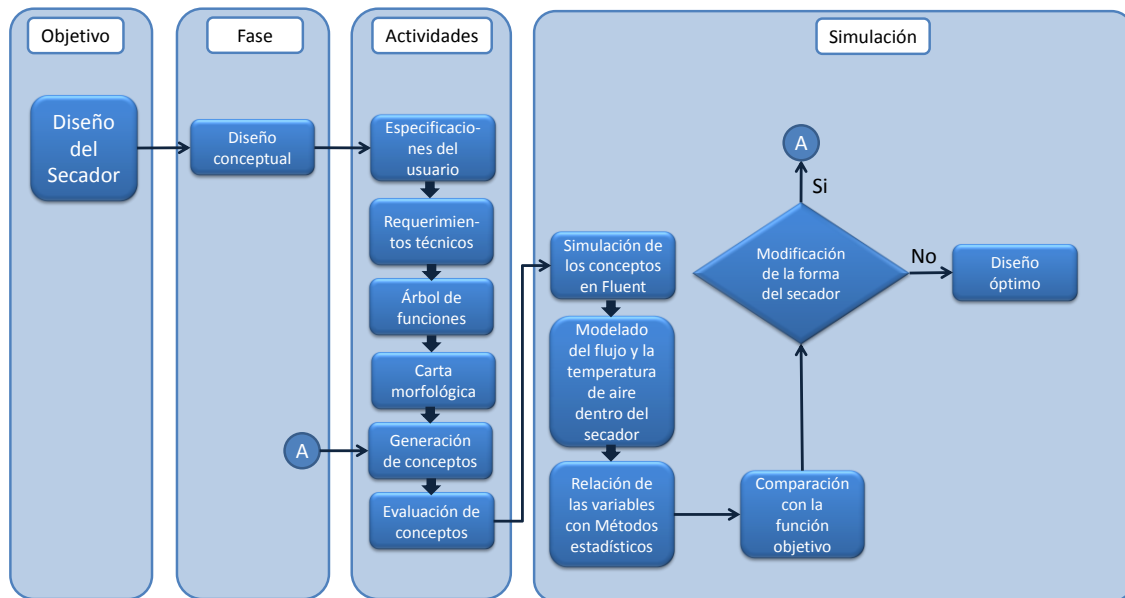 Objetivo
Fase
Actividades
Simulación
Diseño
del
Secador
Diseño
conceptual
Especificacio-
nes del
usuario
Requerimien-
tos técnicos
Árbol de
funciones
Carta
morfológica
A
Generación
de conceptos
Evaluación de
conceptos
Simulación de
los conceptos
en Fluent
Modelado
del flujo y la
temperatura
de aire
dentro del
secador
Relación de
las variables
con Métodos
estadísticos
Comparación
con la
función
objetivo
Modificación
de la forma
del secador
Si
A
No
Diseño
óptimo